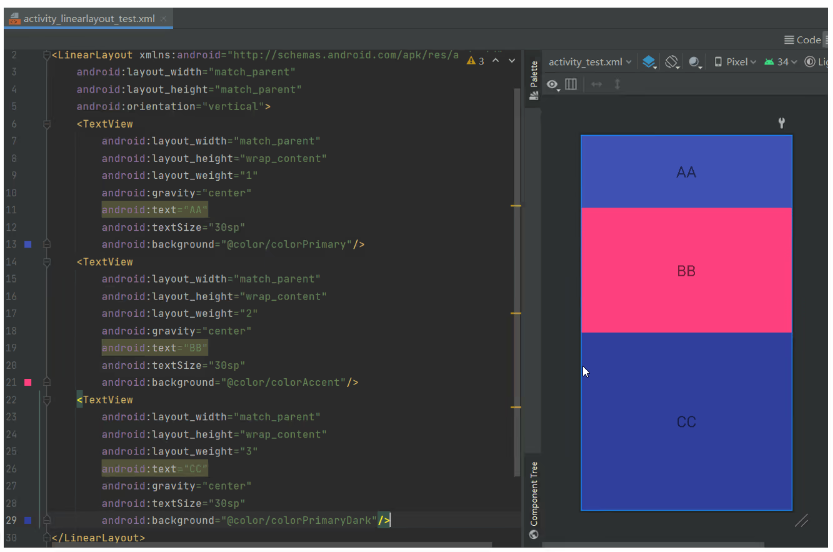 activity_linearlayout_test.xml
Code
2 <LinearLayout xmlns:android="http://schemas.android.com/apk/res/a
3
3 android:layout_width="match_parent"
4 android:layout_height="match_parent"
5 android:orientation="vertical">
6 <TextView
7 android:layout_width="match_parent"
8 android:layout_height="wrap_content"
9 android:layout_weight="1"
10 android:gravity="center"
11 android:text="AA"
12 android:textSize="30sp"
13 android:background="@color/colorPrimary"/>
14 <TextView
15 android:layout_width="match_parent"
16 android:layout_height="wrap_content"
17 android:layout_weight="2"
18 android:gravity="center"
19 android:text="BB"
20 android:textSize="30sp"
21 android:background="@color/colorAccent"/>
22 <TextView
23 android:layout_width="match_parent"
24 android:layout_height="wrap_content"
25 android:layout_weight="3"
26 android:text="CC"
27 android:gravity="center"
28 android:textSize="30sp"
29 android:background="@color/colorPrimaryDark"/>
30 </LinearLayout>
Palette
Component Tree
activity_test.xml
Pixel
34
Li
AA
BB
CC